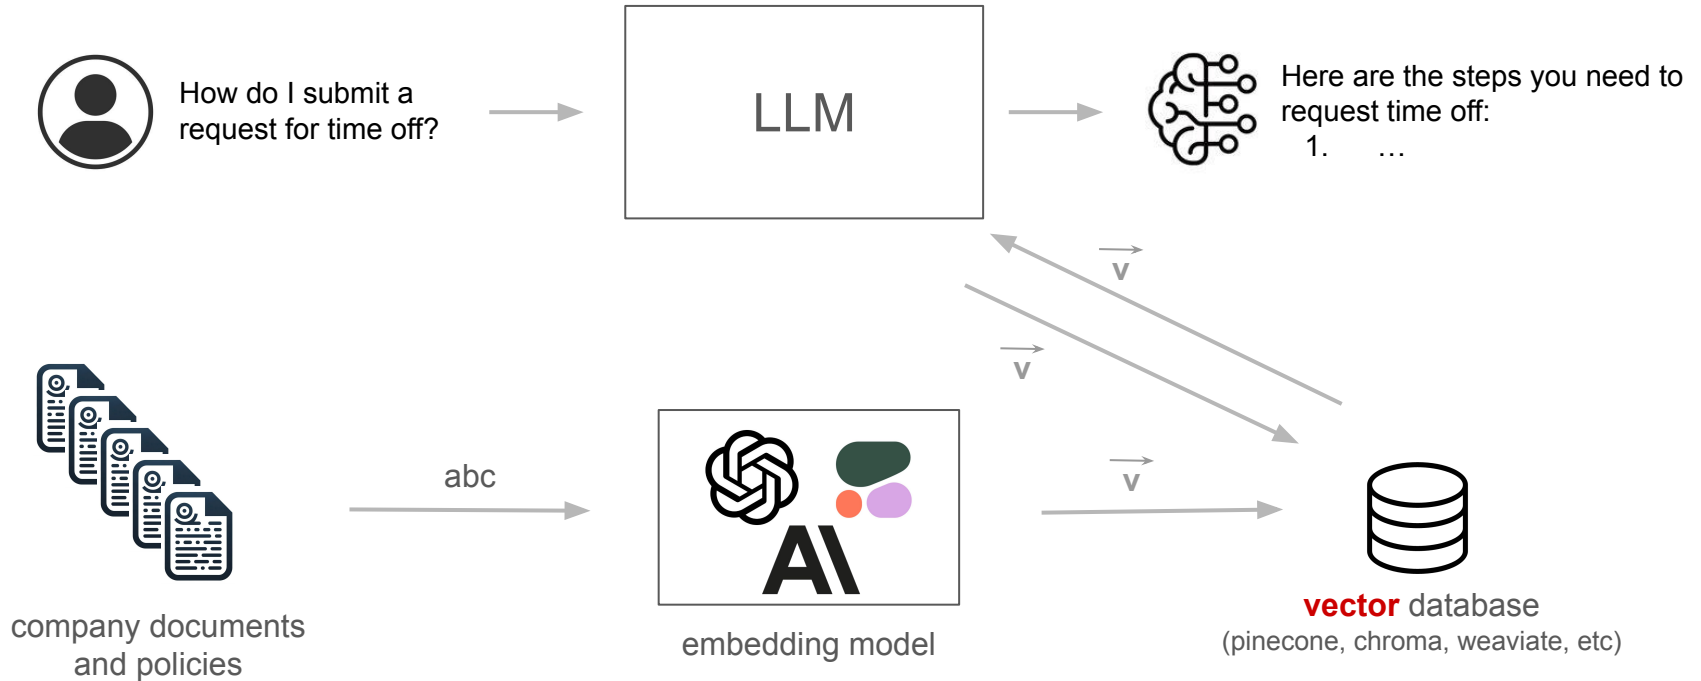 How do I submit a
request for time off?
LLM
Here are the steps you need to
request time off:
1. …
v
v
abc
v
company documents
and policies
embedding model
vector database
(pinecone, chroma, weaviate, etc)